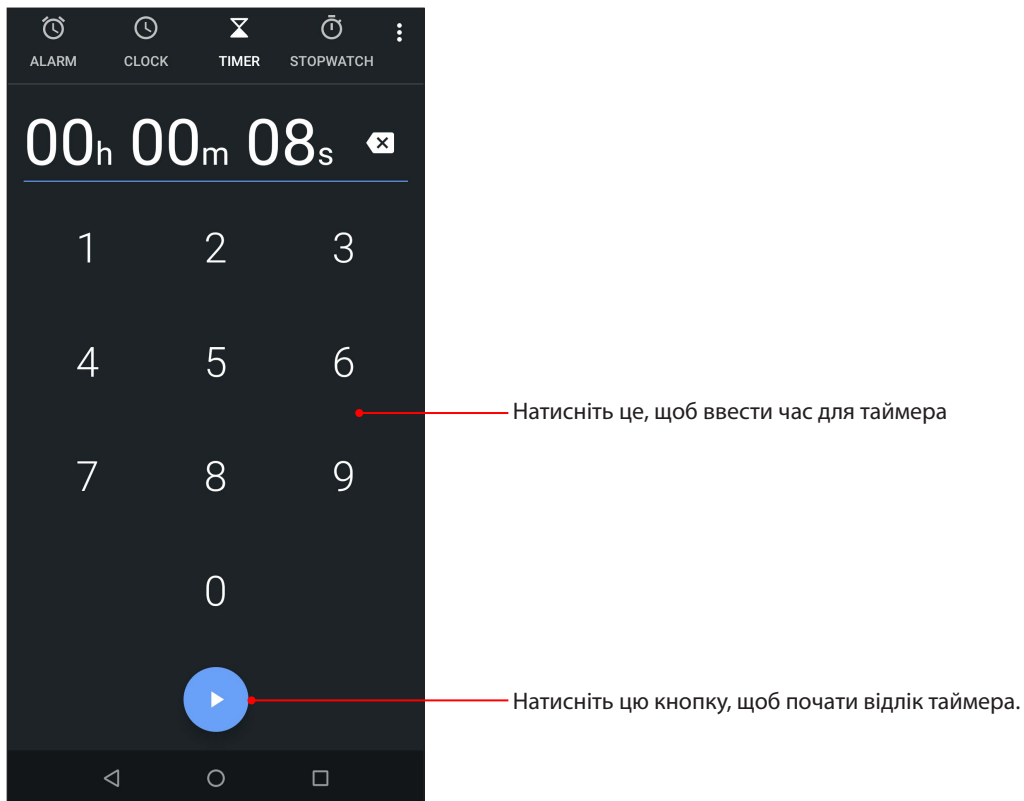 ALARM CLOCK TIMER STOPWATCH
00h 00m 08s
1 2 3
4 5 6
Натисніть це, щоб ввести час для таймера
7 8 9
0
Натисніть цю кнопку, щоб почати відлік таймера.